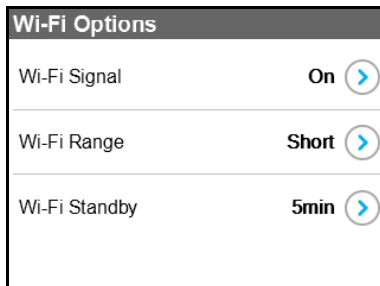 Wi-Fi Options
Wi-Fi Signal On
Wi-Fi Range Short
Wi-Fi Standby 5min